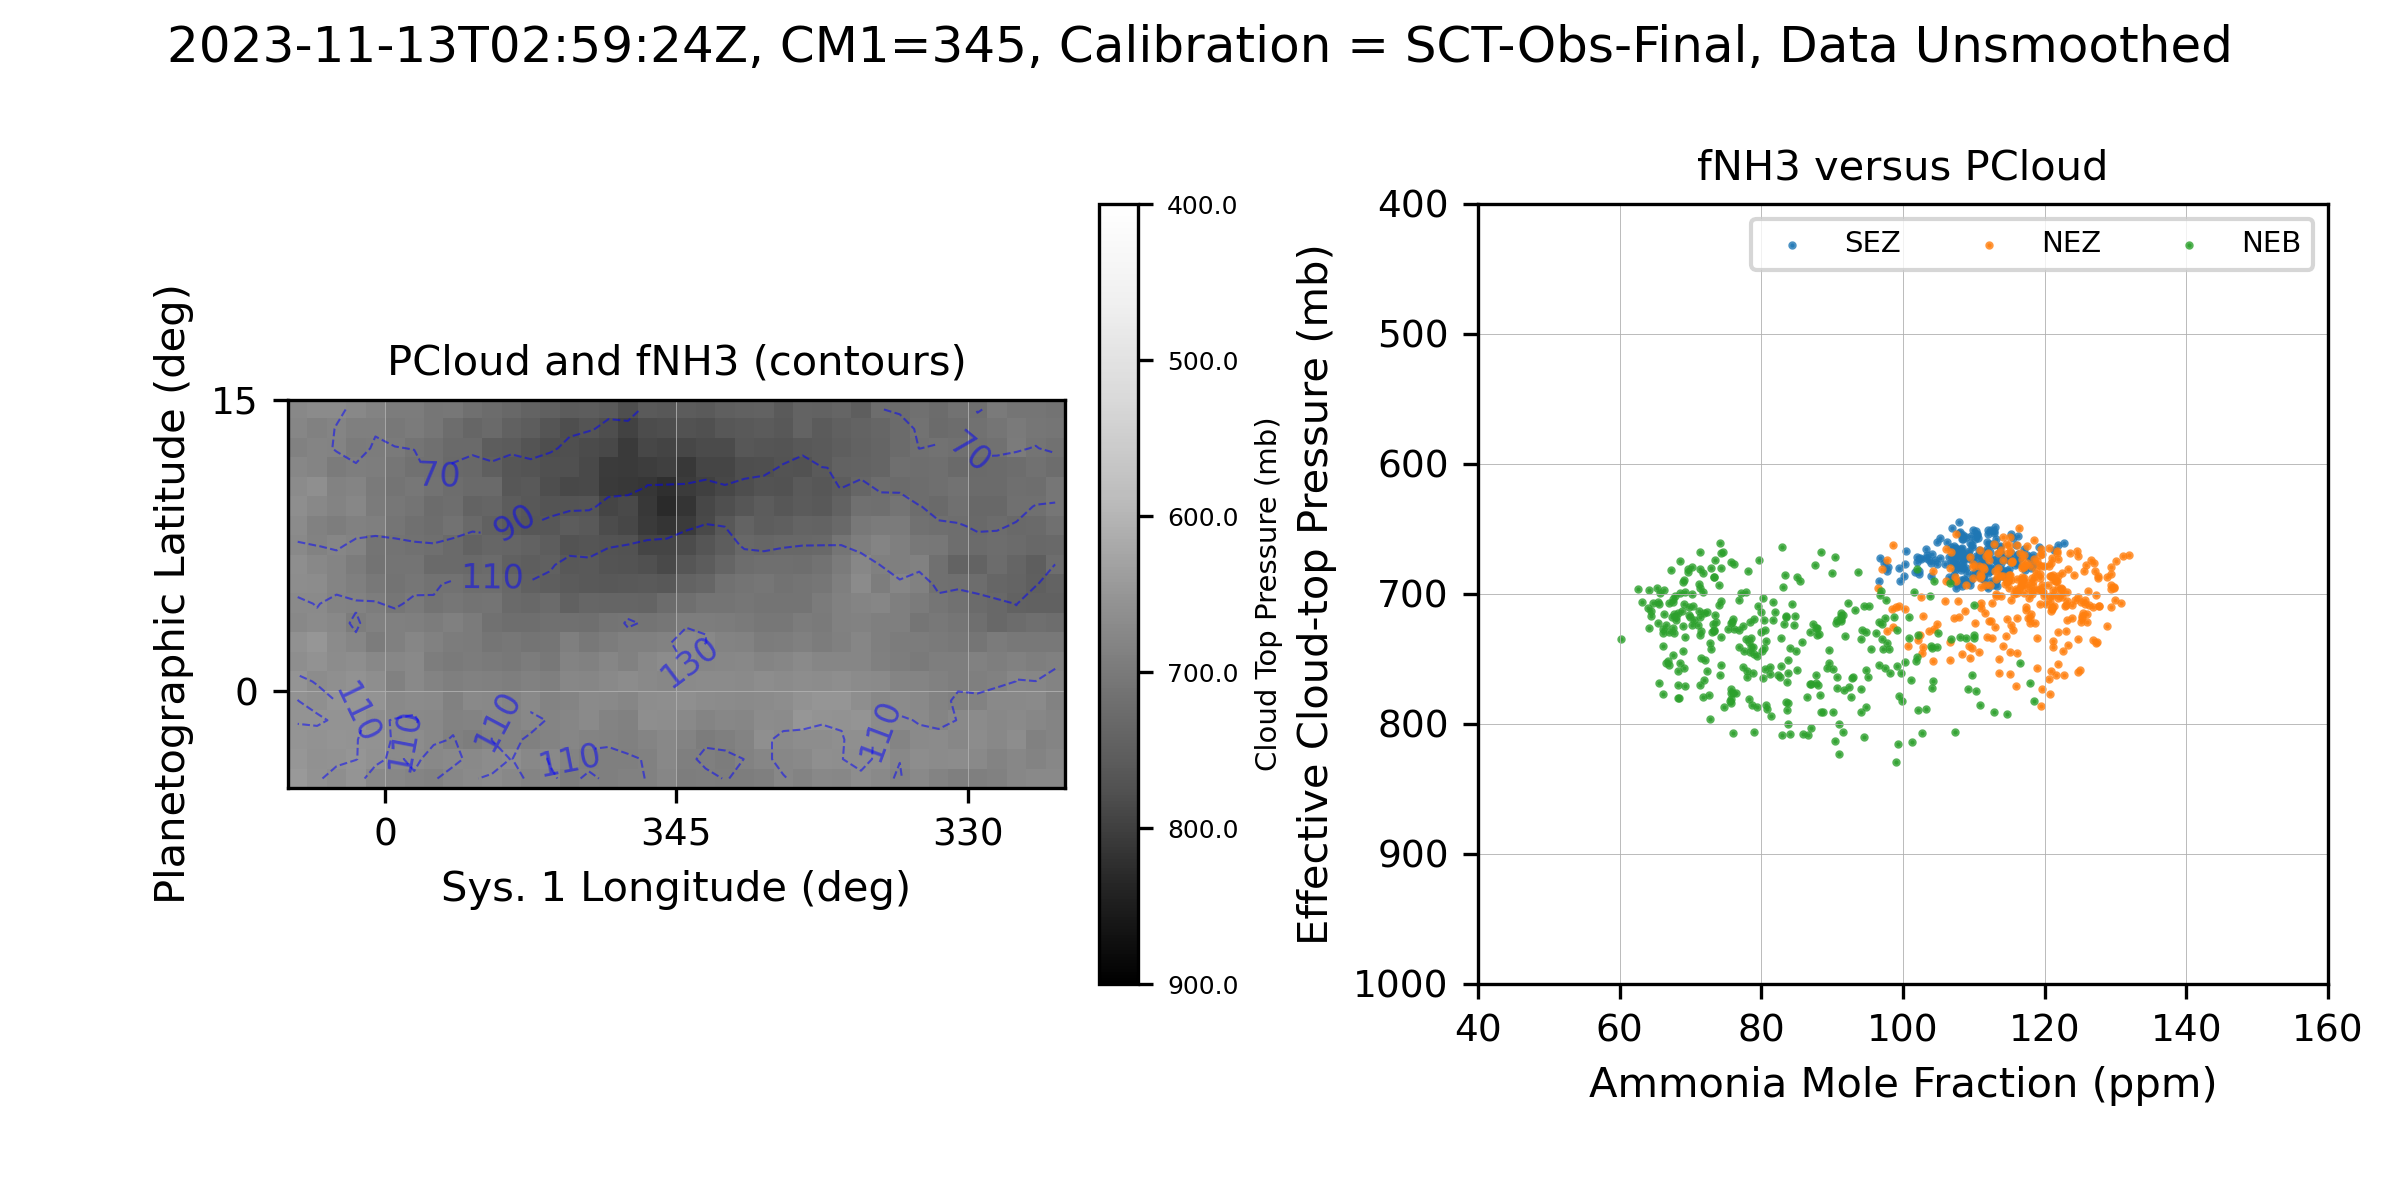 2023-11-13T02:59:24Z, CM1=345, Calibration = SCT-Obs-Final, Data Unsmoothed
PCloud and fNH3 (contours)
Planetographic Latitude (deg)
15
0
70
70
90
110
130
110
110
110
110
110
0
345
330
Sys. 1 Longitude (deg)
400.0
500.0
600.0
700.0
800.0
900.0
Cloud Top Pressure (mb)
fNH3 versus PCloud
Effective Cloud-top Pressure (mb)
400
500
600
700
800
900
1000
SEZ NEZ NEB
40 60 80 100 120 140 160
Ammonia Mole Fraction (ppm)